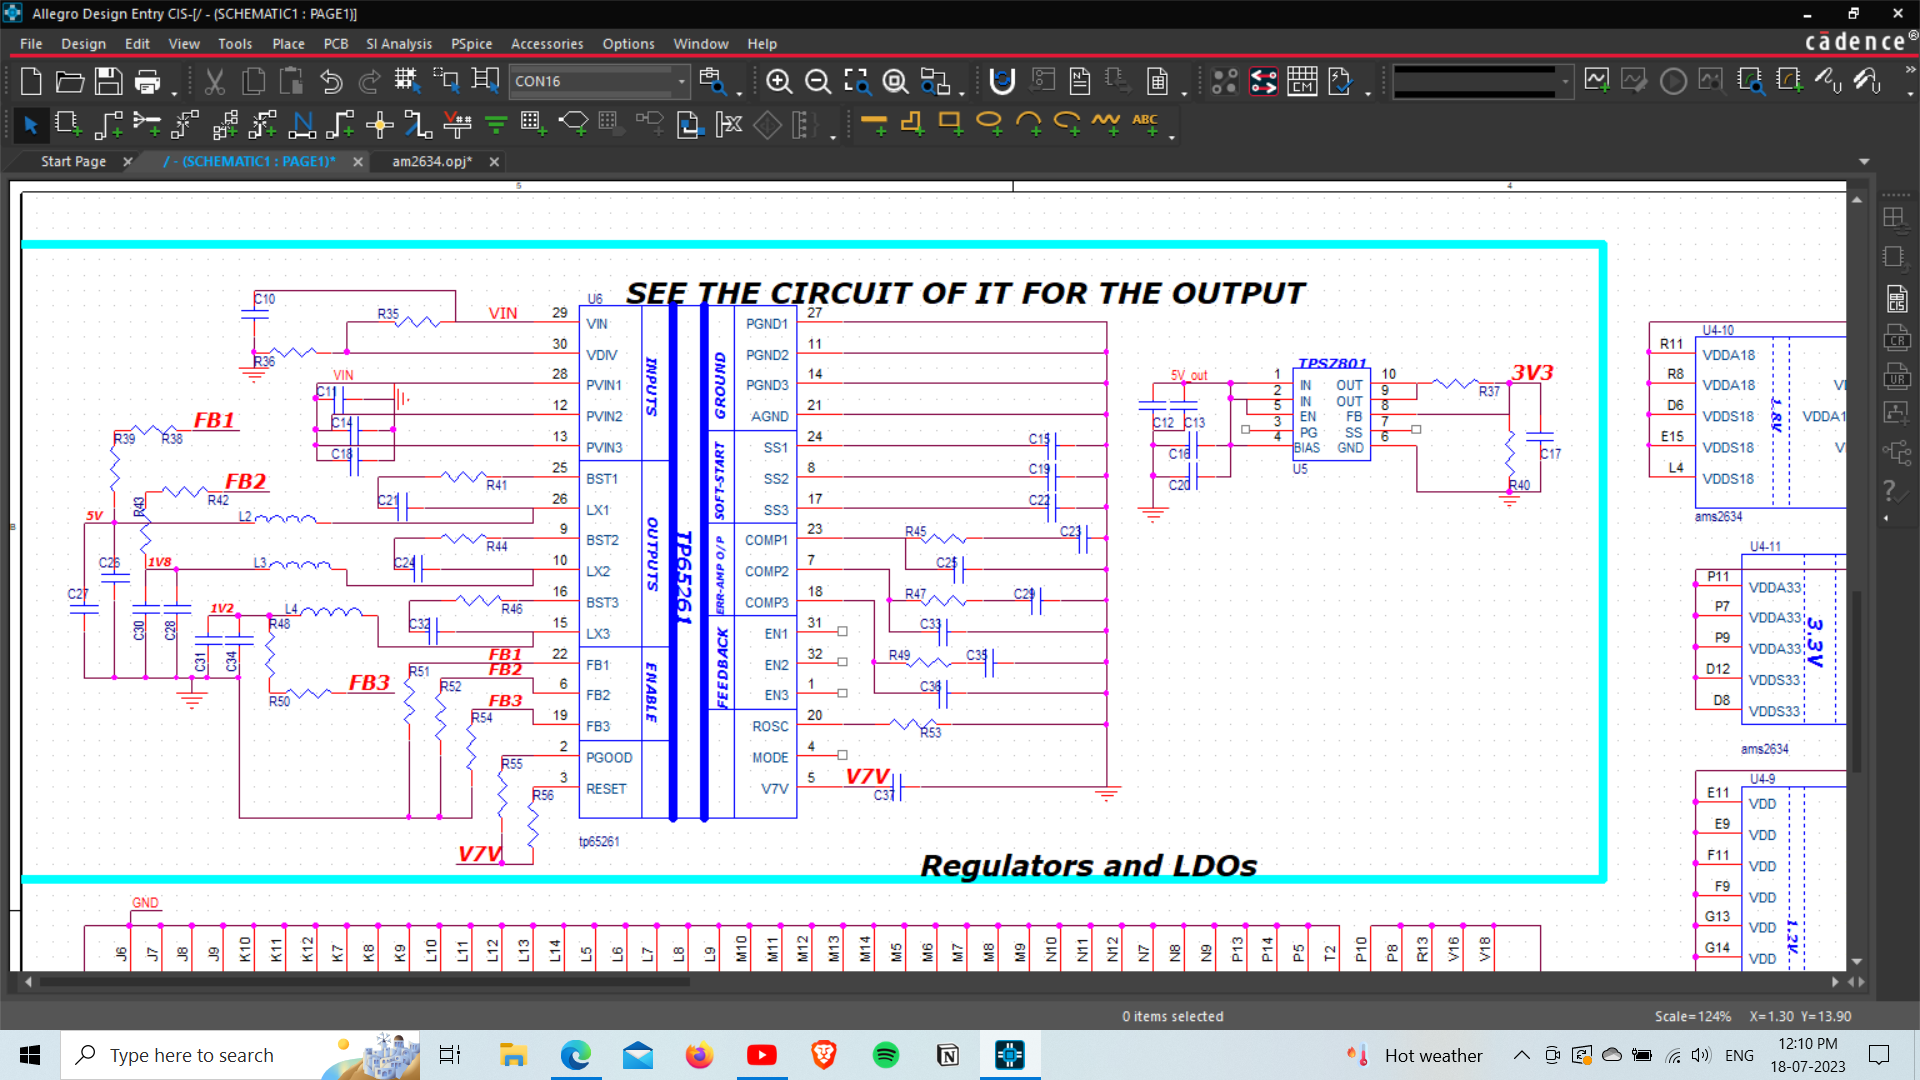 Allegro Design Entry CIS-[/ - (SCHEMATIC1 : PAGE1)]
File Design Edit View Tools Place PCB SI Analysis PSpice Accessories Options Window Help
cādence®
CON16
CM
ABC
Start Page
/ - (SCHEMATIC1 : PAGE1)*
am2634.opj*
5
4
SEE THE CIRCUIT OF IT FOR THE OUTPUT
U6
TP65261
tp65261
INPUTS
OUTPUTS
ENABLE
GROUND
SOFT-START
ERR-AMP O/P
FEEDBACK
29 VIN
30 VDIV
28 PVIN1
12 PVIN2
13 PVIN3
25 BST1
26 LX1
9 BST2
10 LX2
16 BST3
15 LX3
22 FB1
6 FB2
19 FB3
2 PGOOD
3 RESET
PGND1 27
PGND2 11
PGND3 14
AGND 21
SS1 24
SS2 8
SS3 17
COMP1 23
COMP2 7
COMP3 18
EN1 31
EN2 32
EN3 1
ROSC 20
MODE 4
V7V 5
C10
R35
VIN
R36
VIN
C11
C14
C18
FB1
R39 R38
FB2
R42
R43
5V
L2
C21
R41
R44
C24
1V8
L3
C26
C27
C30
C28
1V2
L4
R46
C32
R48
C31
C34
FB3
R50
FB1
FB2
FB3
R51
R52
R54
R55
R56
V7V
C15
C19
C22
R45
C23
C25
R47
C29
C33
R49
C35
C36
R53
V7V
C37
TPS7801
5V_out
C12 C13
C16
C20
1 IN OUT 10
2 IN OUT 9
5 EN FB 8
3 PG SS 7
4 BIAS GND 6
U5
R37
3V3
C17
R40
Regulators and LDOs
U4-10
R11 VDDA18
R8 VDDA18
D6 VDDS18
E15 VDDS18
L4 VDDS18
1.8V
VDDA1
ams2634
U4-11
P11 VDDA33
P7 VDDA33
P9 VDDA33
D12 VDDS33
D8 VDDS33
3.3V
ams2634
U4-9
E11 VDD
E9 VDD
F11 VDD
F9 VDD
G13 VDD
G14 VDD
1.2V
GND
J6 J7 J8 J9 K10 K11 K12 K7 K8 K9 L10 L11 L12 L13 L14 L5 L6 L7 L8 L9 M10 M11 M12 M13 M14 M5 M6 M7 M8 M9 N10 N11 N12 N7 N8 N9 P13 P14 P5 T2 P10 P8 R13 V16 V18
0 items selected
Scale=124% X=1.30 Y=13.90
Type here to search
Hot weather
ENG
12:10 PM
18-07-2023